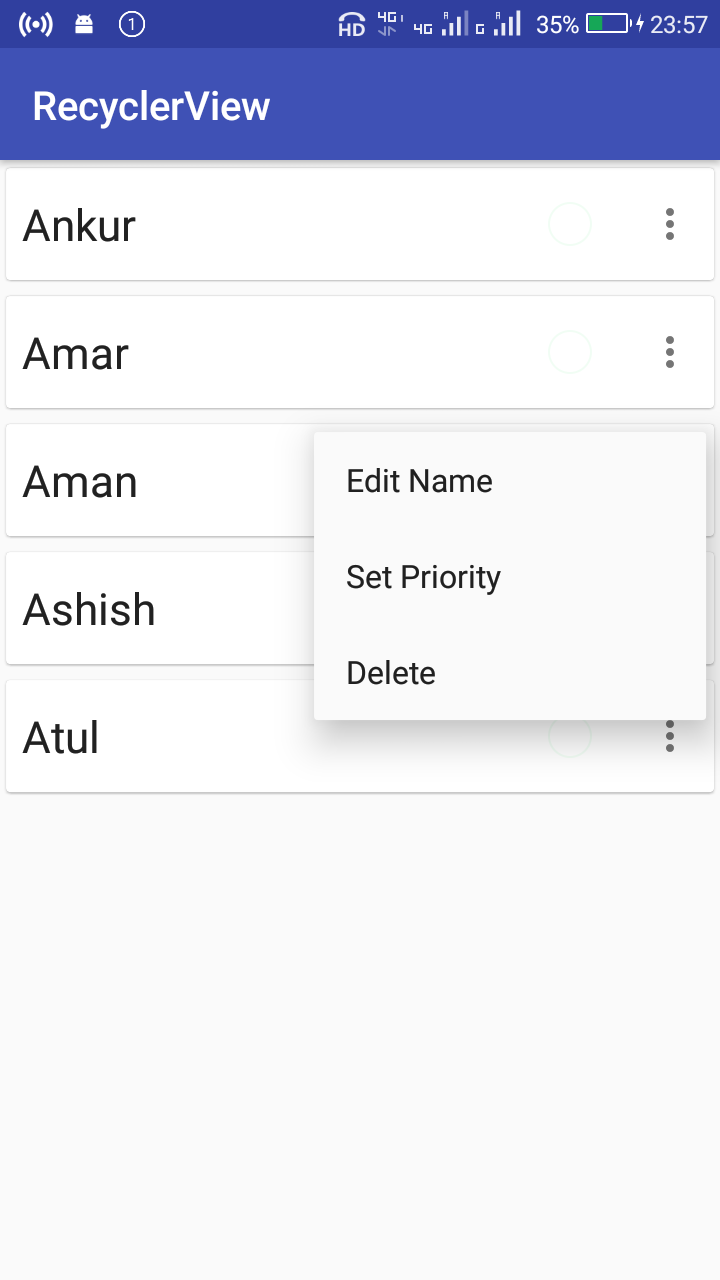 1 HD 4G 4G R G R 35% 23:57
RecyclerView
Ankur
Amar
Aman
Edit Name
Set Priority
Ashish
Delete
Atul